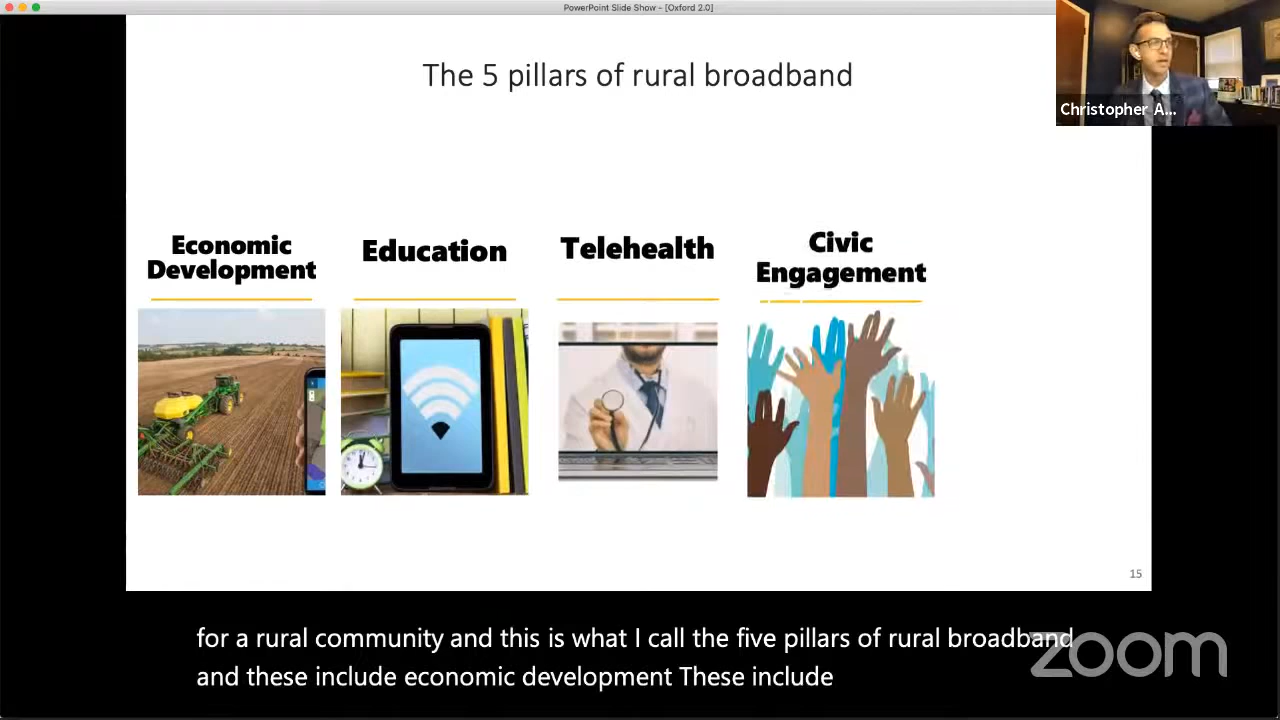 PowerPoint Slide Show - [Oxford 2.0]
The 5 pillars of rural broadband
Christopher A...
Economic
Development
Education
Telehealth
Civic
Engagement
15
for a rural community and this is what I call the five pillars of rural broadband
and these include economic development These include
zoom